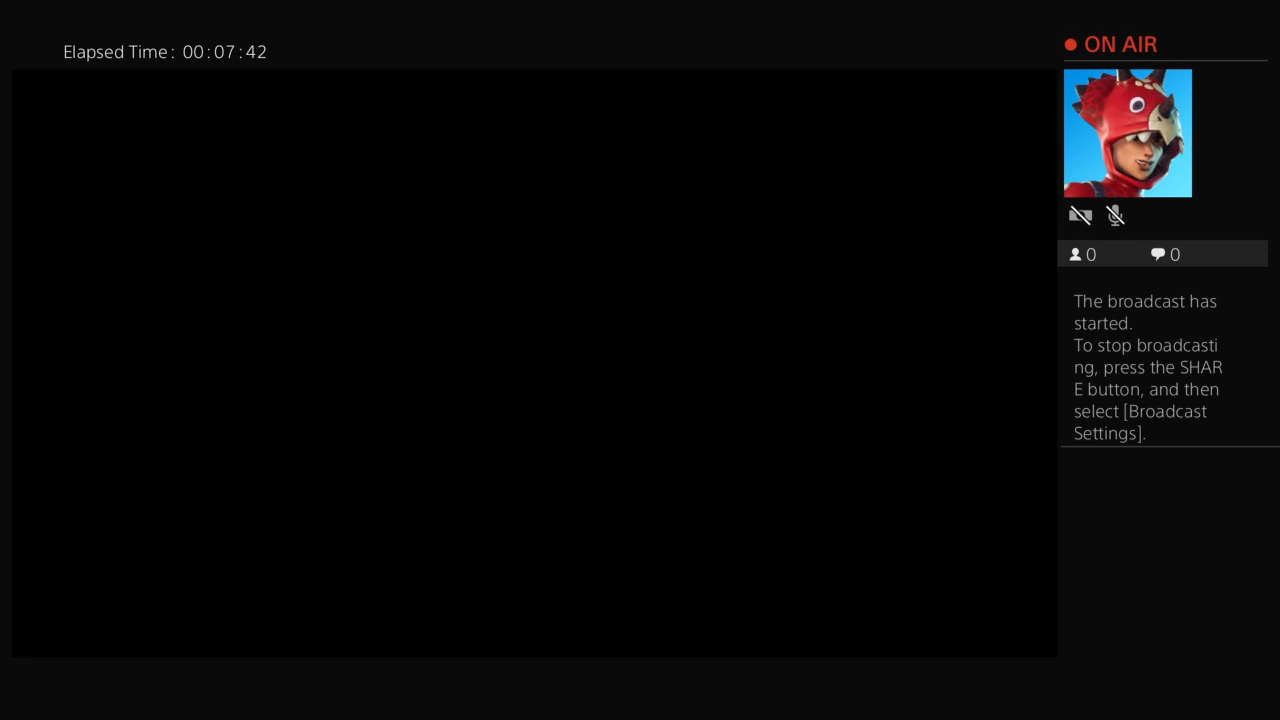 Elapsed Time: 00:07:42
ON AIR
0 0
The broadcast has
started.
To stop broadcasti
ng, press the SHAR
E button, and then
select [Broadcast
Settings].